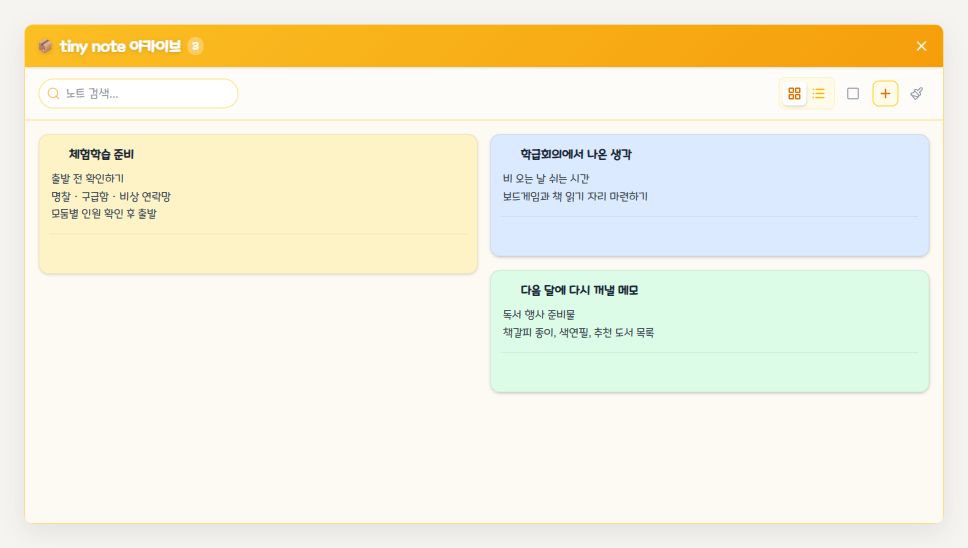 tiny note 아카이브 3
노트 검색...
체험학습 준비
출발 전 확인하기
명찰 · 구급함 · 비상 연락망
모둠별 인원 확인 후 출발
학급회의에서 나온 생각
비 오는 날 쉬는 시간
보드게임과 책 읽기 자리 마련하기
다음 달에 다시 꺼낼 메모
독서 행사 준비물
책갈피 종이, 색연필, 추천 도서 목록